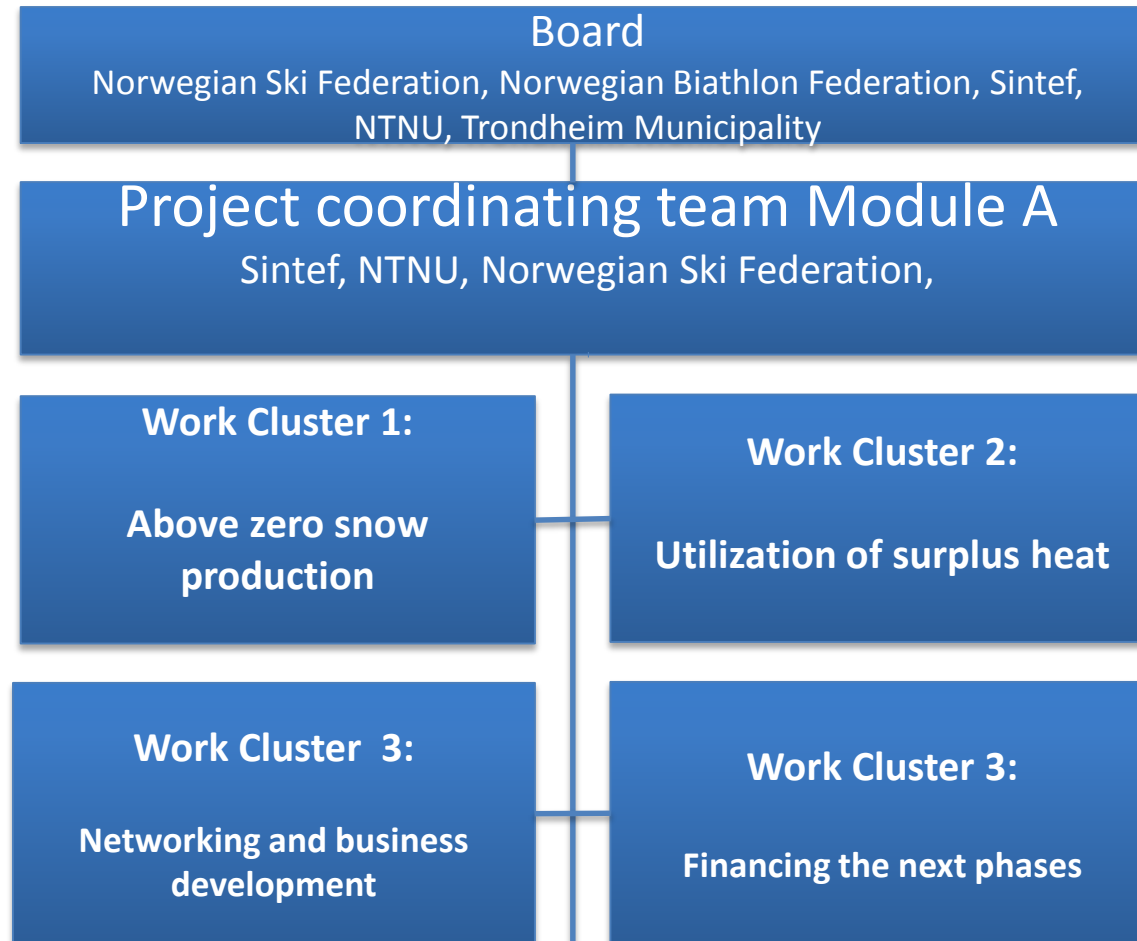 Board
Norwegian Ski Federation, Norwegian Biathlon Federation, Sintef,
NTNU, Trondheim Municipality
Project coordinating team Module A
Sintef, NTNU, Norwegian Ski Federation,
Work Cluster 1:
Above zero snow
production
Work Cluster 2:
Utilization of surplus heat
Work Cluster  3:
Networking and business
development
Work Cluster 3:
Financing the next phases